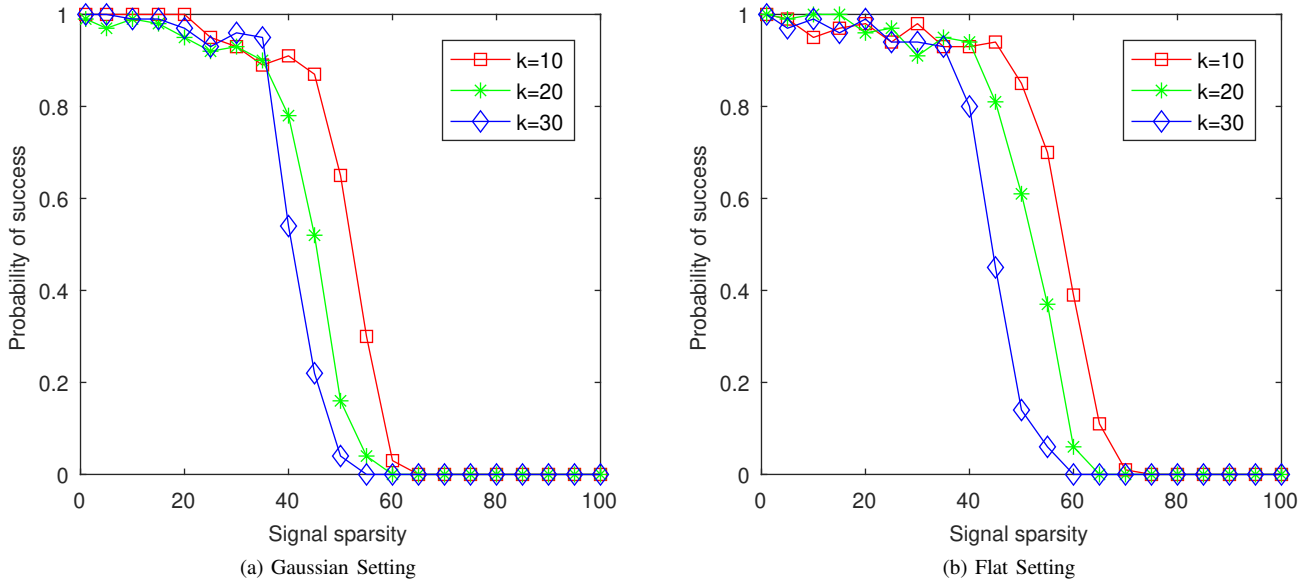 1
0.8
0.6
0.4
0.2
0
0
20
40
60
80
100
Probability of success
Signal sparsity
k=10
k=20
k=30
(a) Gaussian Setting
1
0.8
0.6
0.4
0.2
0
0
20
40
60
80
100
Probability of success
Signal sparsity
k=10
k=20
k=30
(b) Flat Setting